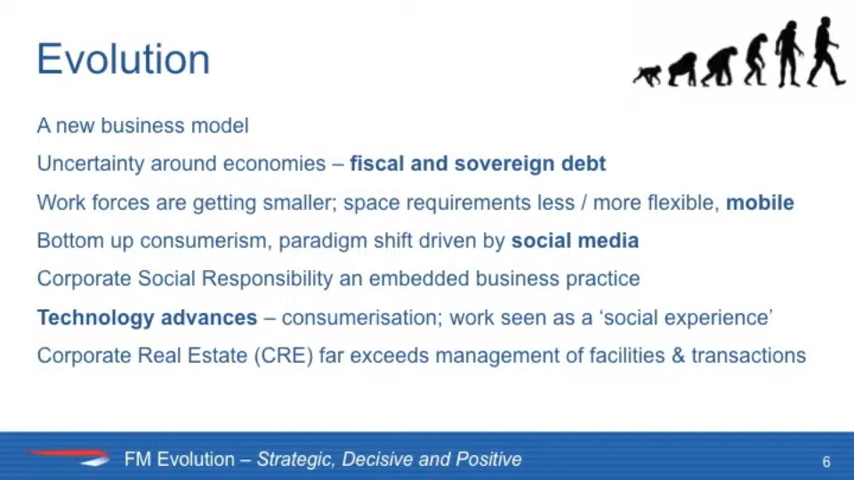 Evolution
A new business model
Uncertainty around economies – fiscal and sovereign debt
Work forces are getting smaller; space requirements less / more flexible, mobile
Bottom up consumerism, paradigm shift driven by social media
Corporate Social Responsibility an embedded business practice
Technology advances – consumerisation; work seen as a ‘social experience’
Corporate Real Estate (CRE) far exceeds management of facilities & transactions
FM Evolution – Strategic, Decisive and Positive
6